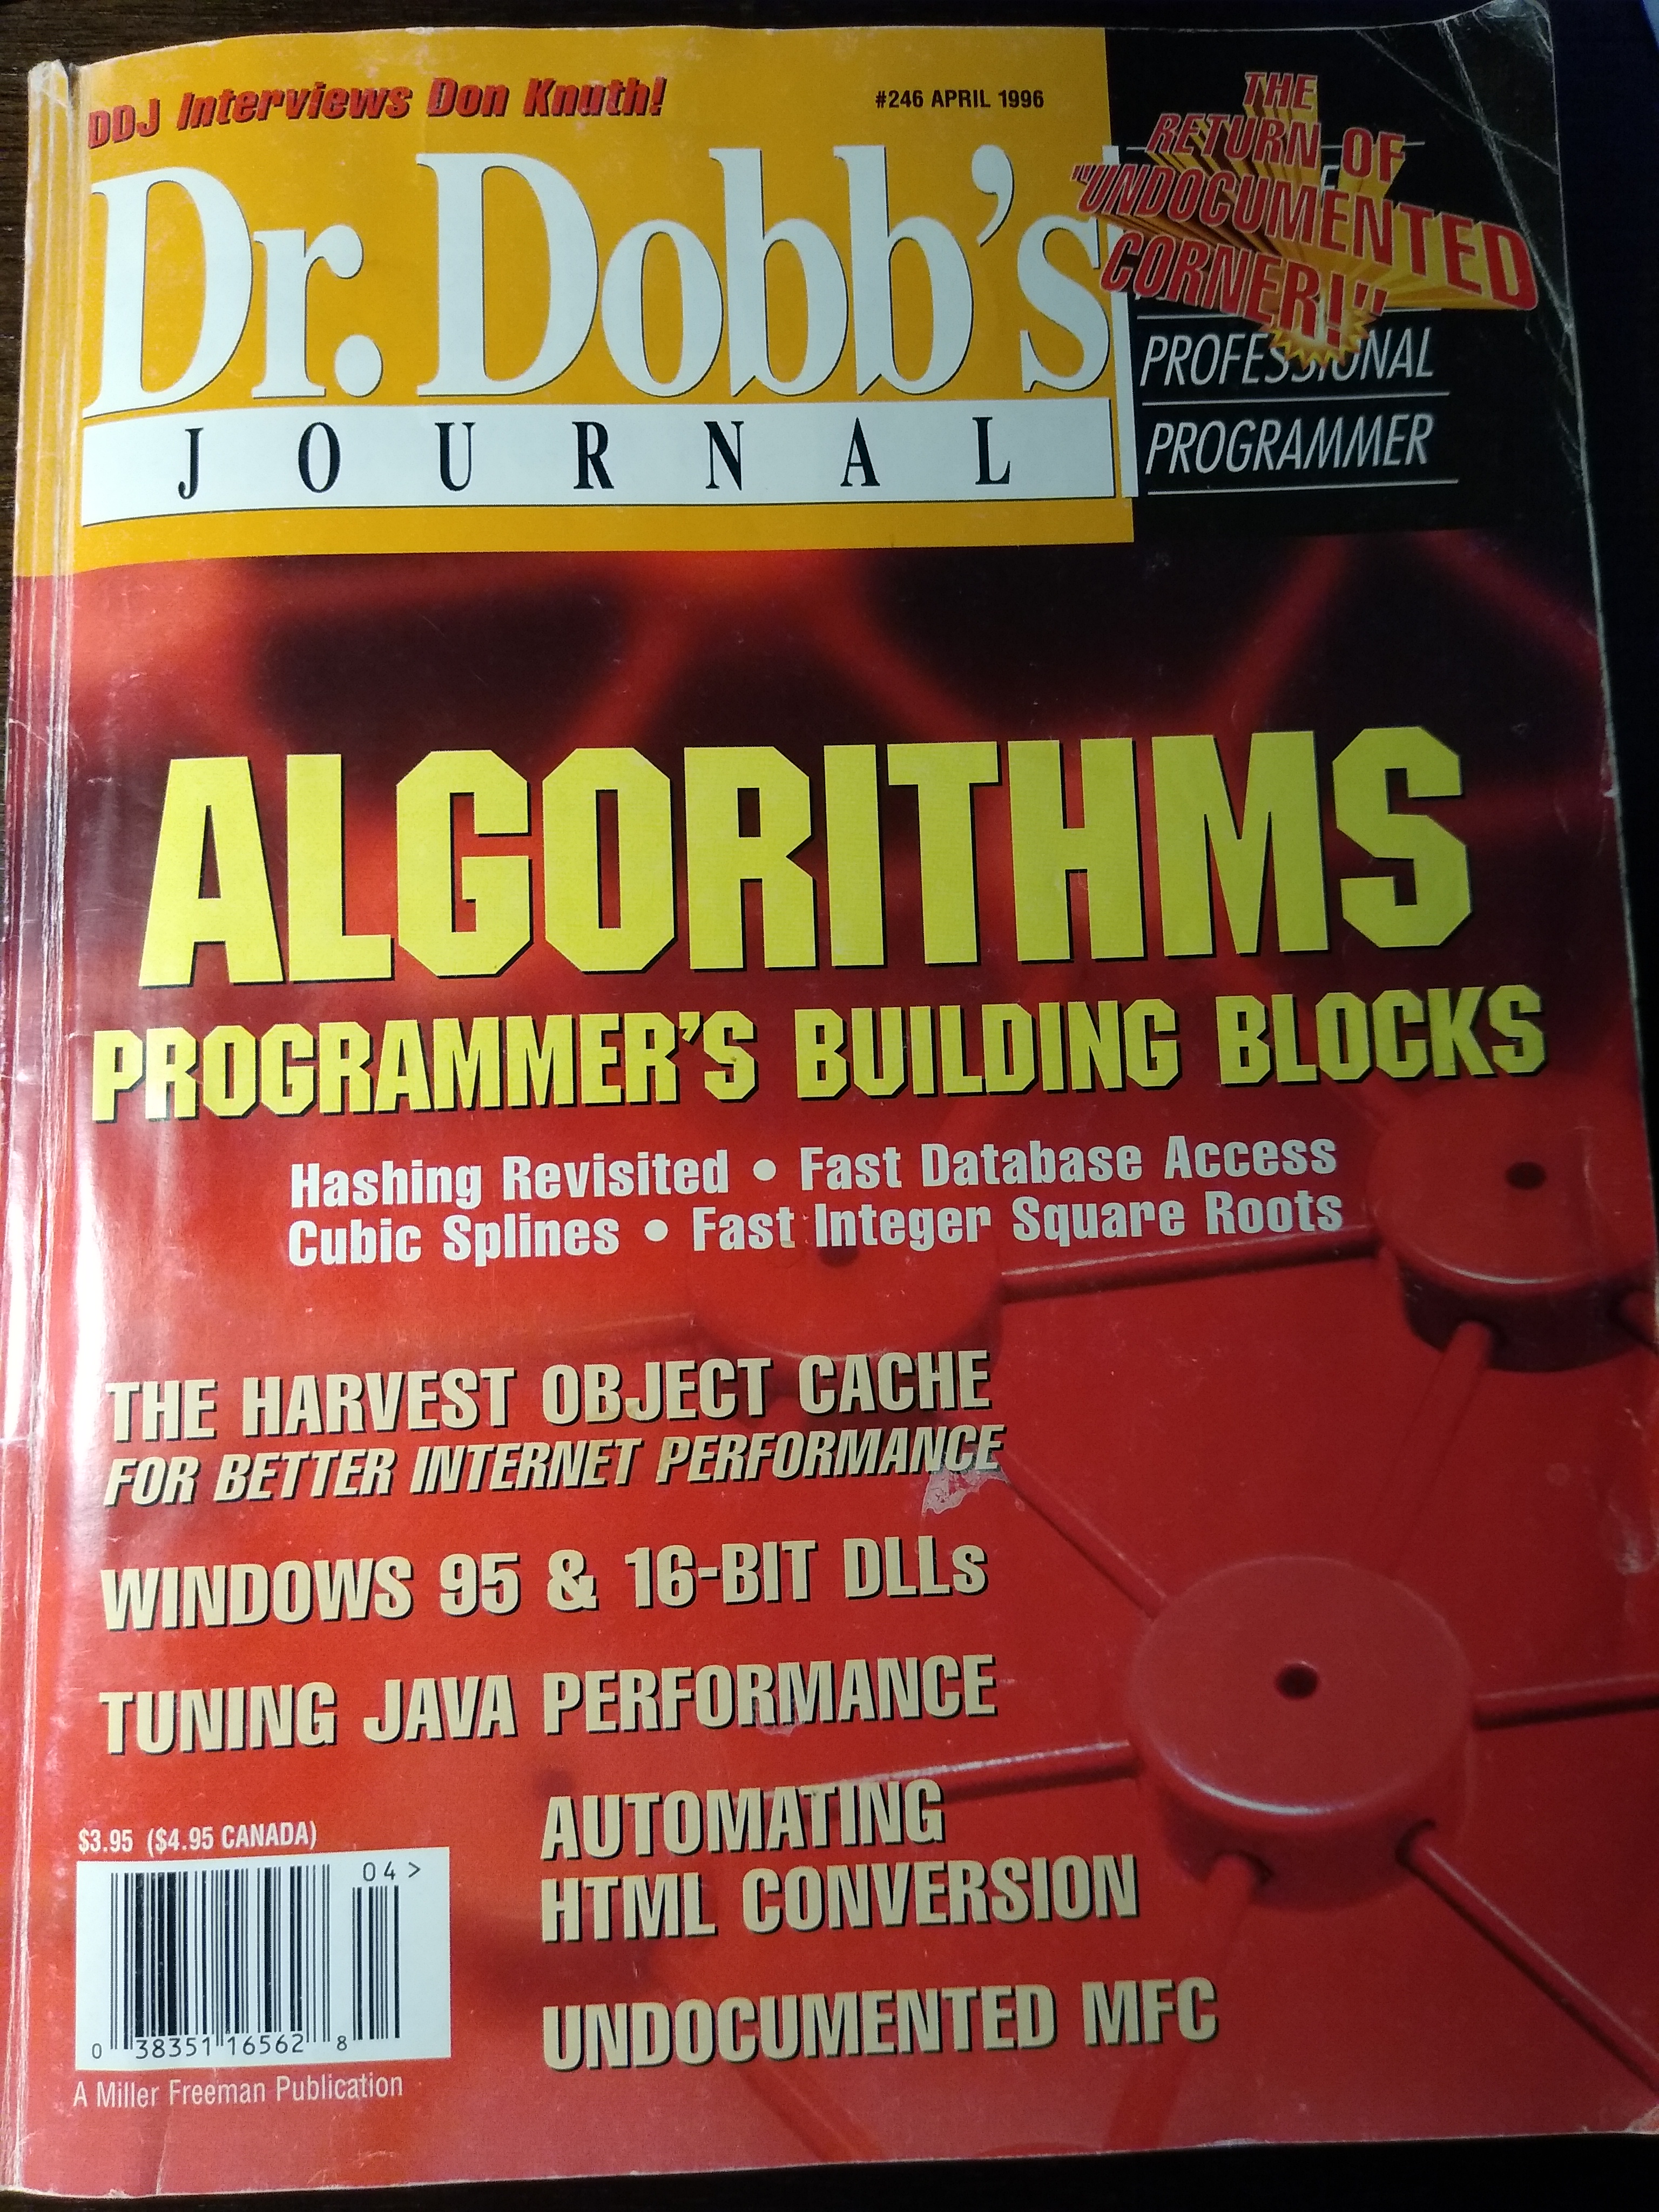 DDJ Interviews Don Knuth!
#246 APRIL 1996
THE
RETURN OF
"UNDOCUMENTED
CORNER!"
Dr. Dobb's
JOURNAL
PROFESSIONAL
PROGRAMMER
ALGORITHMS
PROGRAMMER'S BUILDING BLOCKS
Hashing Revisited • Fast Database Access
Cubic Splines • Fast Integer Square Roots
THE HARVEST OBJECT CACHE
FOR BETTER INTERNET PERFORMANCE
WINDOWS 95 & 16-BIT DLLs
TUNING JAVA PERFORMANCE
AUTOMATING
HTML CONVERSION
UNDOCUMENTED MFC
$3.95 ($4.95 CANADA)
04>
0 38351 16562 8
A Miller Freeman Publication